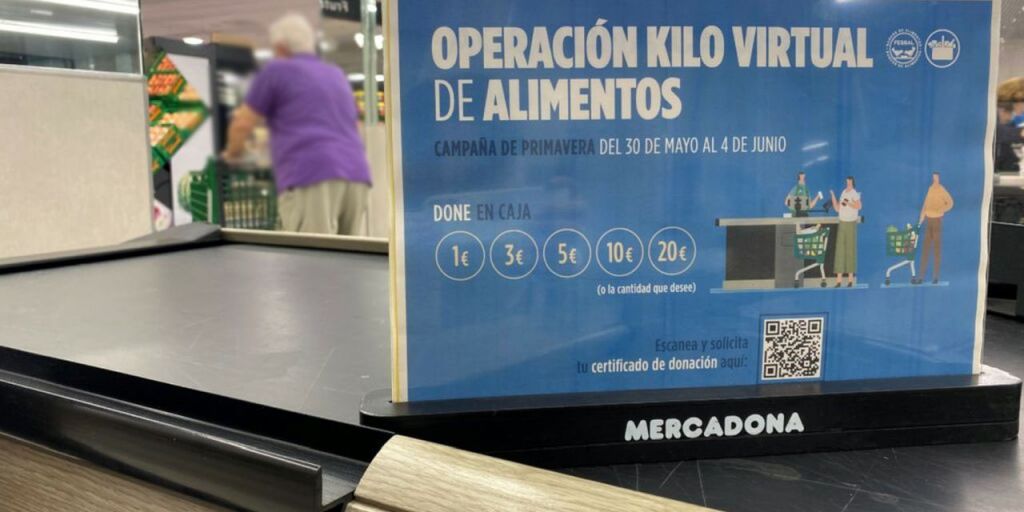 OPERACIÓN KILO VIRTUAL
DE ALIMENTOS
CAMPAÑA DE PRIMAVERA DEL 30 DE MAYO AL 4 DE JUNIO
DONE EN CAJA
1€ 3€ 5€ 10€ 20€
(o la cantidad que desee)
Escanea y solicita
tu certificado de donación aquí:
MERCADONA